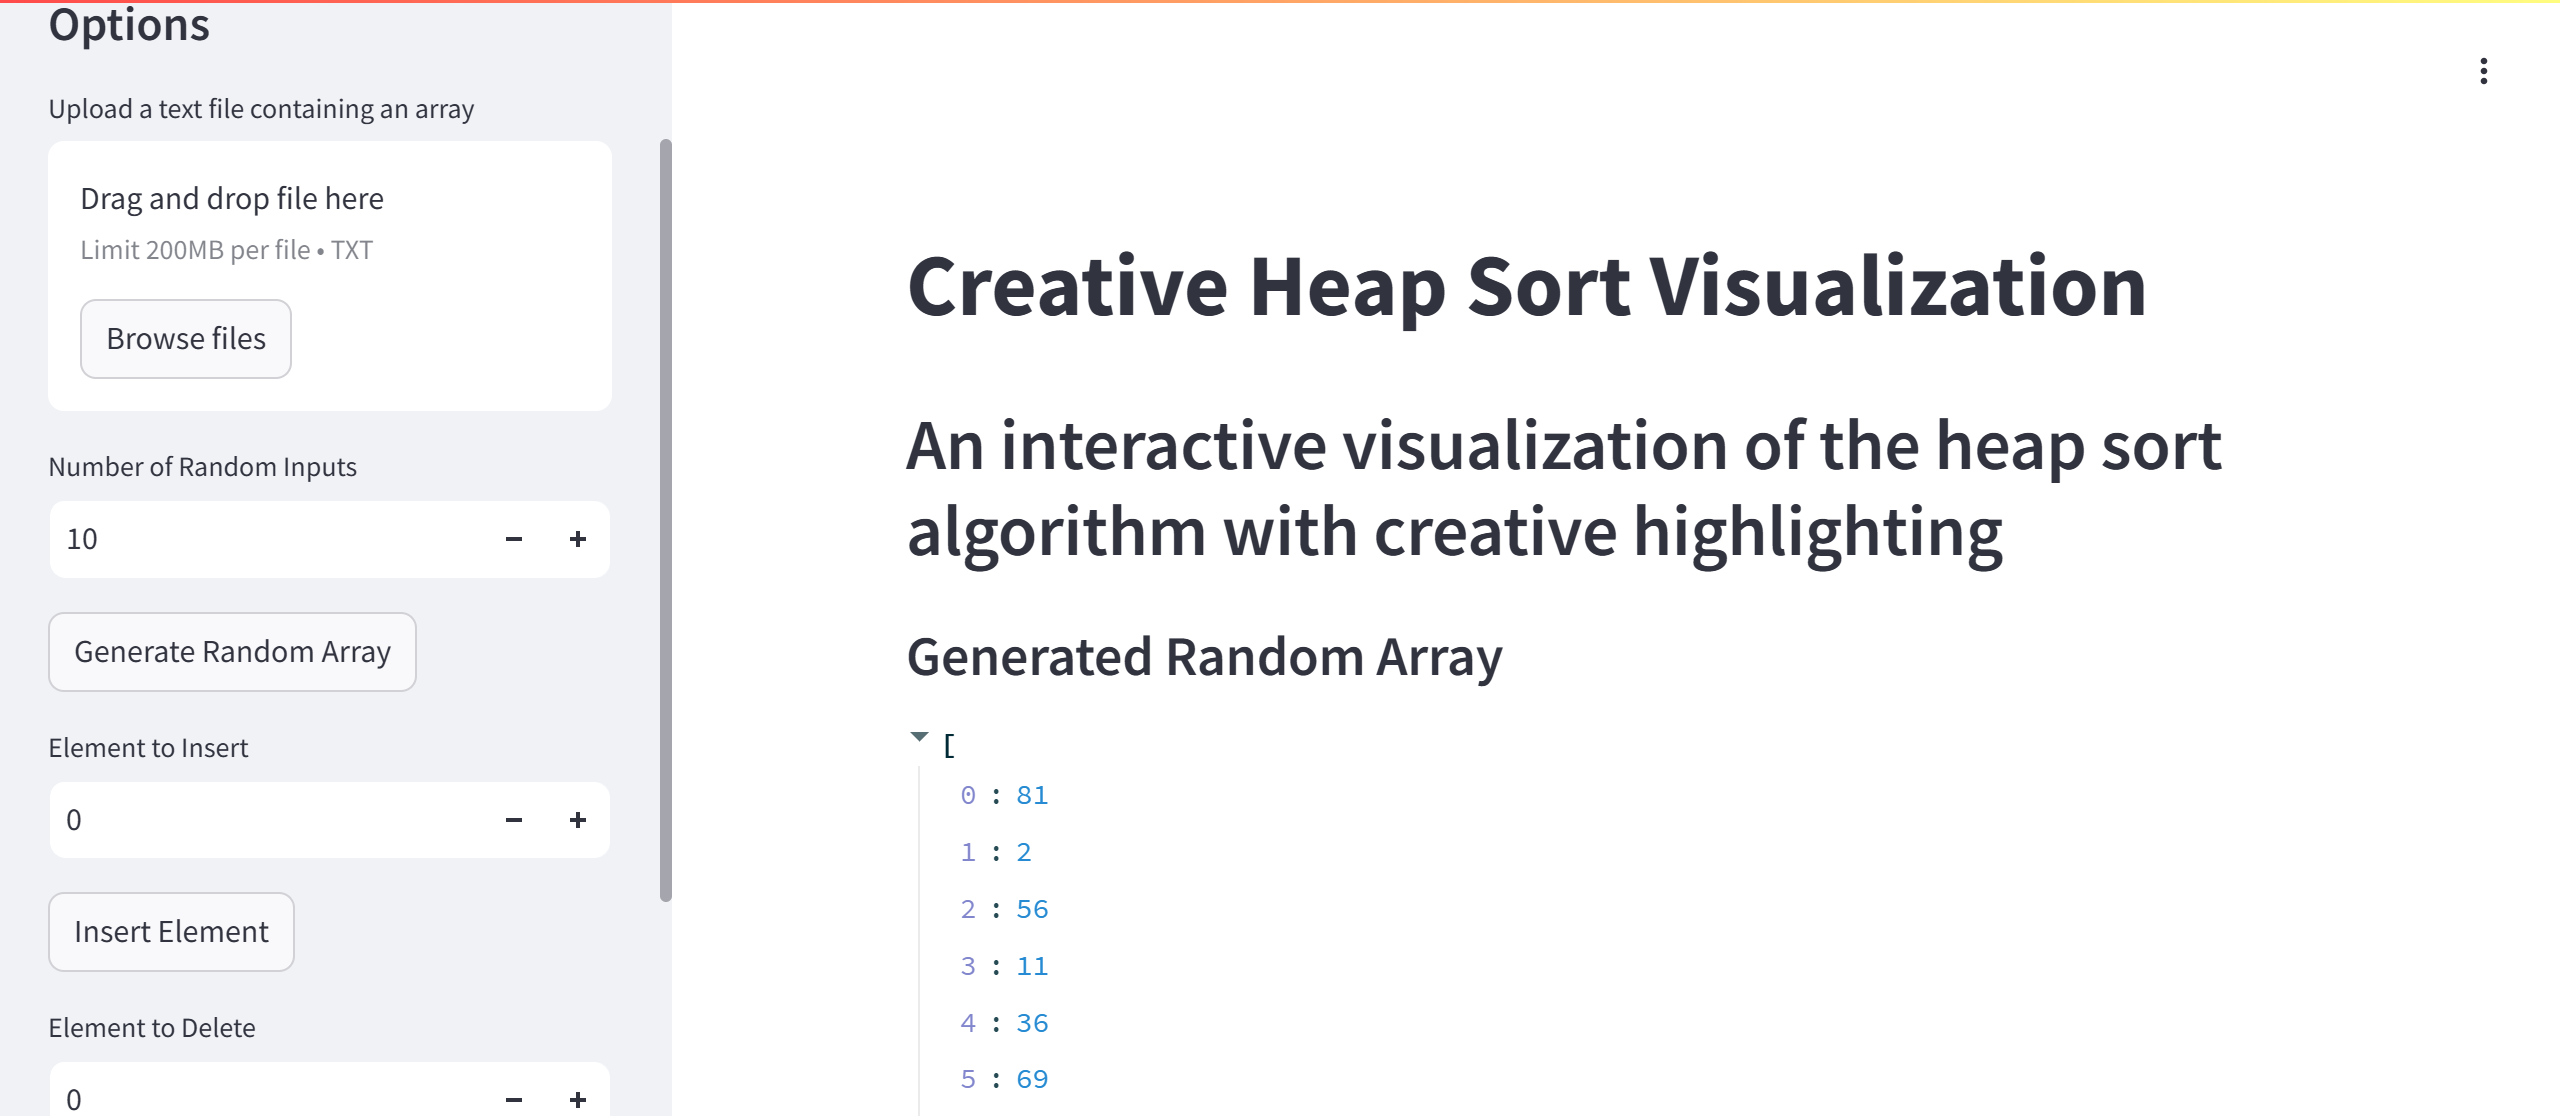 Options
Upload a text file containing an array
Drag and drop file here
Limit 200MB per file • TXT
Browse files
Number of Random Inputs
10
Generate Random Array
Element to Insert
0
Insert Element
Element to Delete
0
Creative Heap Sort Visualization
An interactive visualization of the heap sort
algorithm with creative highlighting
Generated Random Array
[
0 : 81
1 : 2
2 : 56
3 : 11
4 : 36
5 : 69